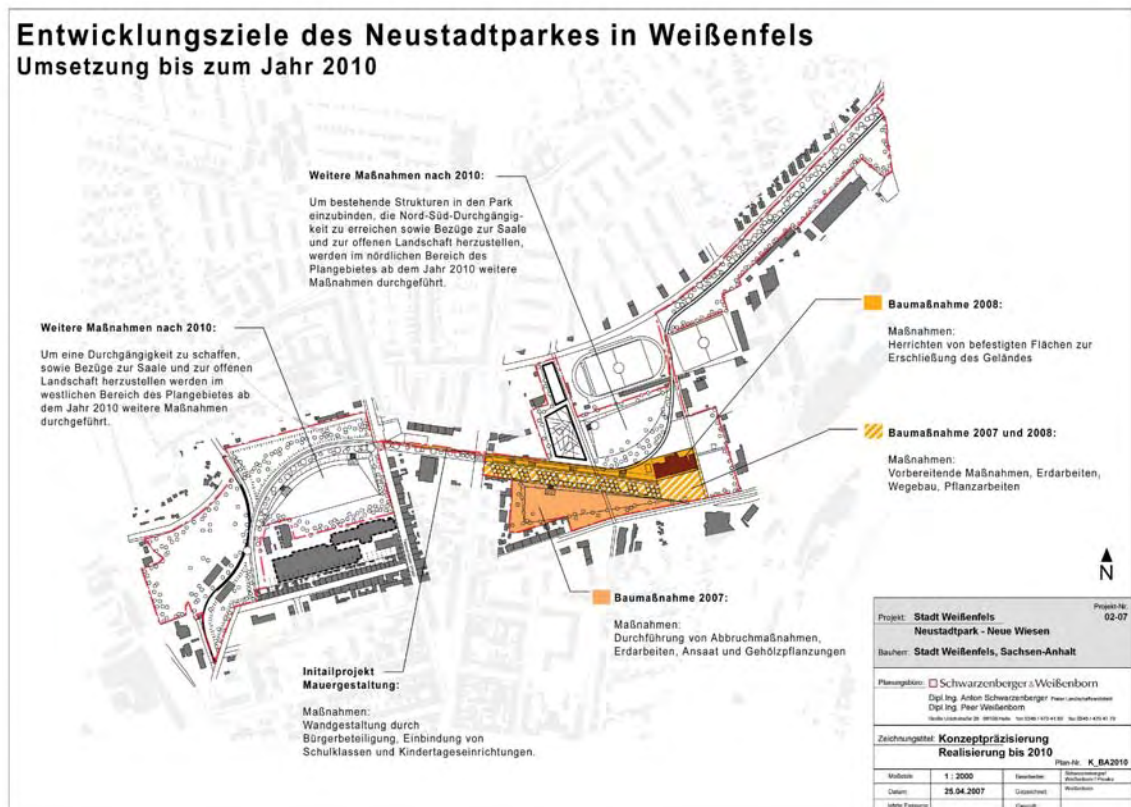 Entwicklungsziele des Neustadtparkes in Weißenfels
Umsetzung bis zum Jahr 2010
Weitere Maßnahmen nach 2010:
Um bestehende Strukturen in den Park
einzubinden, die Nord-Süd-Durchgängig-
keit zu erreichen sowie Bezüge zur Saale
und zur offenen Landschaft herzustellen,
werden im nördlichen Bereich des
Plangebietes ab dem Jahr 2010 weitere
Maßnahmen durchgeführt.
Weitere Maßnahmen nach 2010:
Um eine Durchgängigkeit zu schaffen,
sowie Bezüge zur Saale und zur offenen
Landschaft herzustellen werden im
westlichen Bereich des Plangebietes ab
dem Jahr 2010 weitere Maßnahmen
durchgeführt.
Baumaßnahme 2008:
Maßnahmen:
Herrichten von befestigten Flächen zur
Erschließung des Geländes
Baumaßnahme 2007 und 2008:
Maßnahmen:
Vorbereitende Maßnahmen, Erdarbeiten,
Wegebau, Pflanzarbeiten
Baumaßnahme 2007:
Maßnahmen:
Durchführung von Abbruchmaßnahmen,
Erdarbeiten, Ansaat und Gehölzpflanzungen
Initailprojekt
Mauergestaltung:
Maßnahmen:
Wandgestaltung durch
Bürgerbeteiligung, Einbindung von
Schulklassen und Kindertageseinrichtungen.
N
Projekt: Stadt Weißenfels Projekt-Nr.
Neustadtpark - Neue Wiesen 02-07
Bauherr: Stadt Weißenfels, Sachsen-Anhalt
Planungsbüro: Schwarzenberger & Weißenborn
Dipl.Ing. Anton Schwarzenberger Freier Landschaftsarchitekt
Dipl.Ing. Peer Weißenborn
Zeichnungstitel: Konzeptpräzisierung
Realisierung bis 2010
Plan-Nr. K_BA2010
Maßstab 1 : 2000 Bearbeiter:
Datum: 25.04.2007 Gezeichnet: Weißenborn